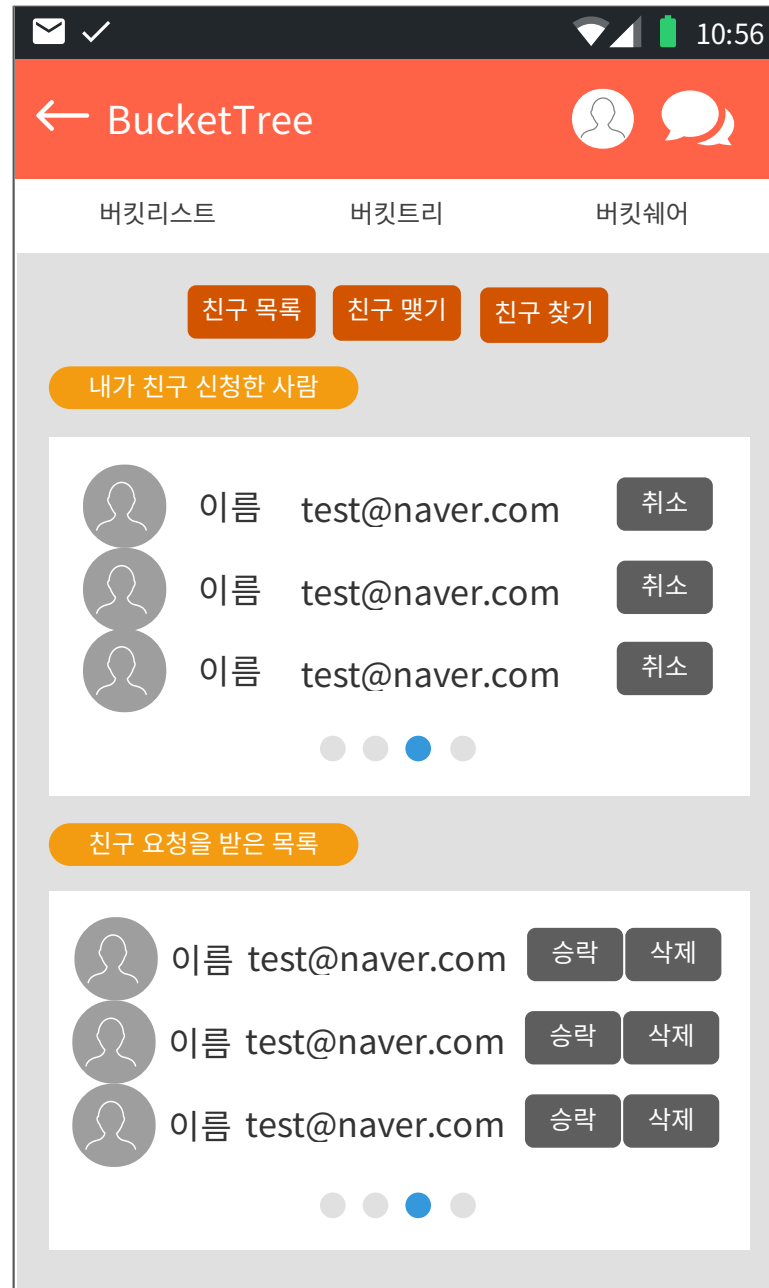 10:56
BucketTree
버킷리스트 버킷트리 버킷쉐어
친구 목록 친구 맺기 친구 찾기
내가 친구 신청한 사람
이름 test@naver.com 취소
이름 test@naver.com 취소
이름 test@naver.com 취소
친구 요청을 받은 목록
이름 test@naver.com 승락 삭제
이름 test@naver.com 승락 삭제
이름 test@naver.com 승락 삭제